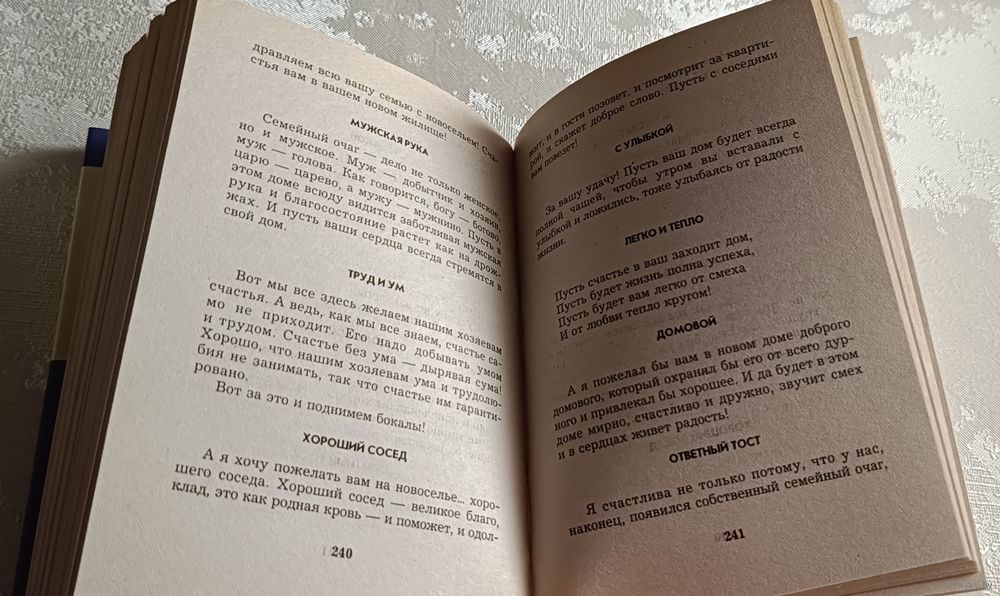 дравляем всю вашу семью с новосельем! Сча-
стья вам в вашем новом жилище!
МУЖСКАЯ РУКА
Семейный очаг — дело не только женское,
но и мужское. Муж — добытчик и хозяин,
муж — голова. Как говорится, богу — богово,
царю — царево, а мужу — мужнино. Пусть в
этом доме всюду видится заботливая мужская
рука и благосостояние растет как на дрож-
жах. И пусть ваши сердца всегда стремятся в
свой дом.
ТРУД И УМ
Вот мы все здесь желаем нашим хозяевам
счастья. А ведь, как мы все знаем, счастье са-
мо не приходит. Его надо добывать умом
и трудом. Счастье без ума — дырявая сума!
Хорошо, что нашим хозяевам ума и трудолю-
бия не занимать, так что счастье им гаранти-
ровано.
Вот за это и поднимем бокалы!
ХОРОШИЙ СОСЕД
А я хочу пожелать вам на новоселье... хоро-
шего соседа. Хороший сосед — великое благо,
клад, это как родная кровь — и поможет, и одол-
240
жит, и в гости позовет, и посмотрит за кварти-
рой, и скажет доброе слово. Пусть с соседями
вам повезет!
С УЛЫБКОЙ
За вашу удачу! Пусть ваш дом будет всегда
полной чашей, чтобы утром вы вставали с
улыбкой и ложились, тоже улыбаясь от радости
жизни.
ЛЕГКО И ТЕПЛО
Пусть счастье в ваш заходит дом,
Пусть будет жизнь полна успеха,
Пусть будет вам легко от смеха
И от любви тепло кругом!
ДОМОВОЙ
А я пожелал бы вам в новом доме доброго
домового, который охранял бы его от всего дур-
ного и привлекал бы хорошее. И да будет в этом
доме мирно, счастливо и дружно, звучит смех
и в сердцах живет радость!
ОТВЕТНЫЙ ТОСТ
Я счастлива не только потому, что у нас,
наконец, появился собственный семейный очаг,
241